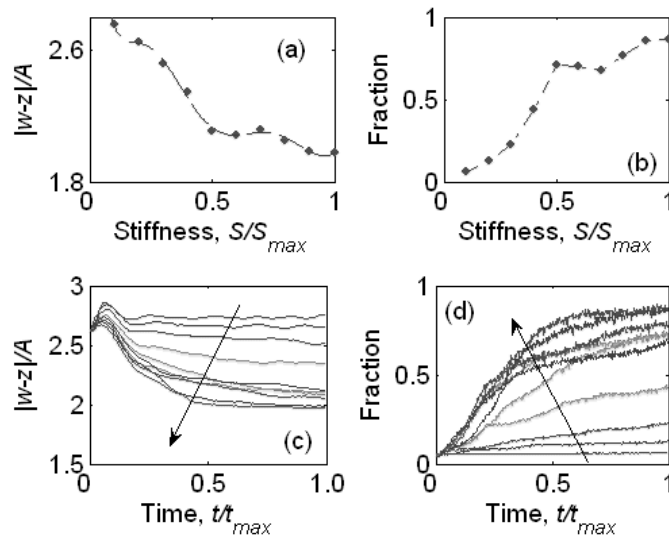 2.6
(a)
|w-z|/A
1.8
0
0.5
1
Stiffness, S/S_max
1
(b)
Fraction
0.5
0
0
0.5
1
Stiffness, S/S_max
3
2.5
|w-z|/A
2
(c)
1.5
0
0.5
1.0
Time, t/t_max
1
(d)
Fraction
0.5
0
0
0.5
1
Time, t/t_max